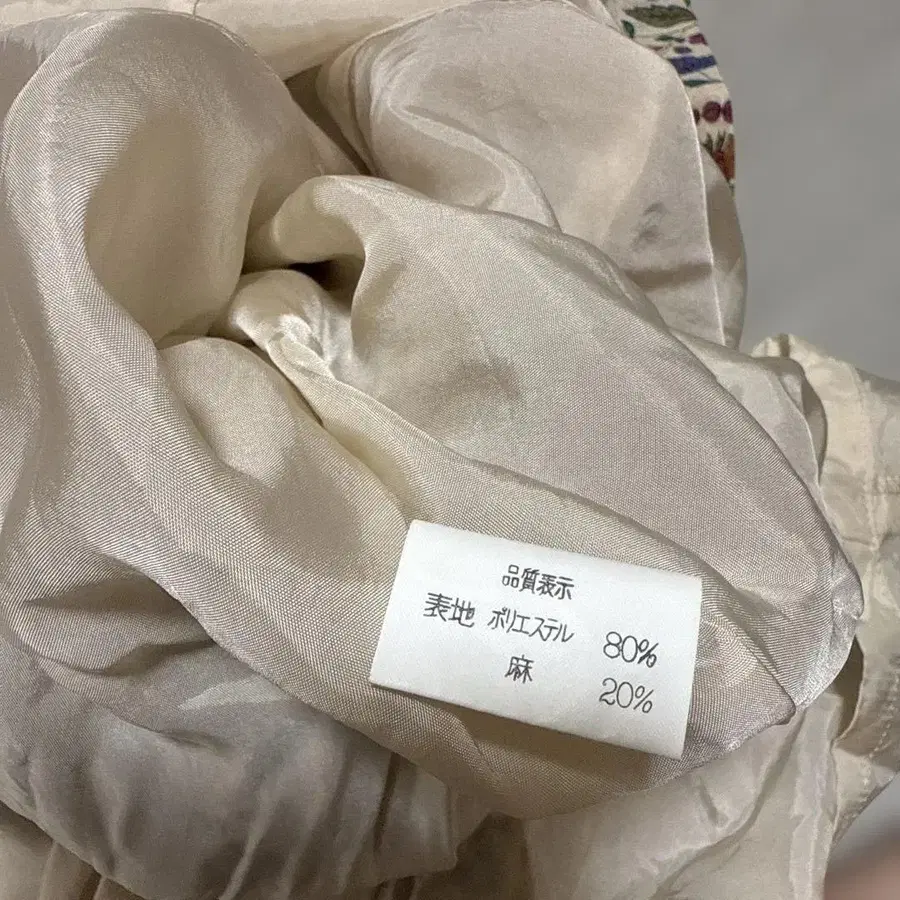 品質表示
表地 ポリエステル 80%
麻 20%